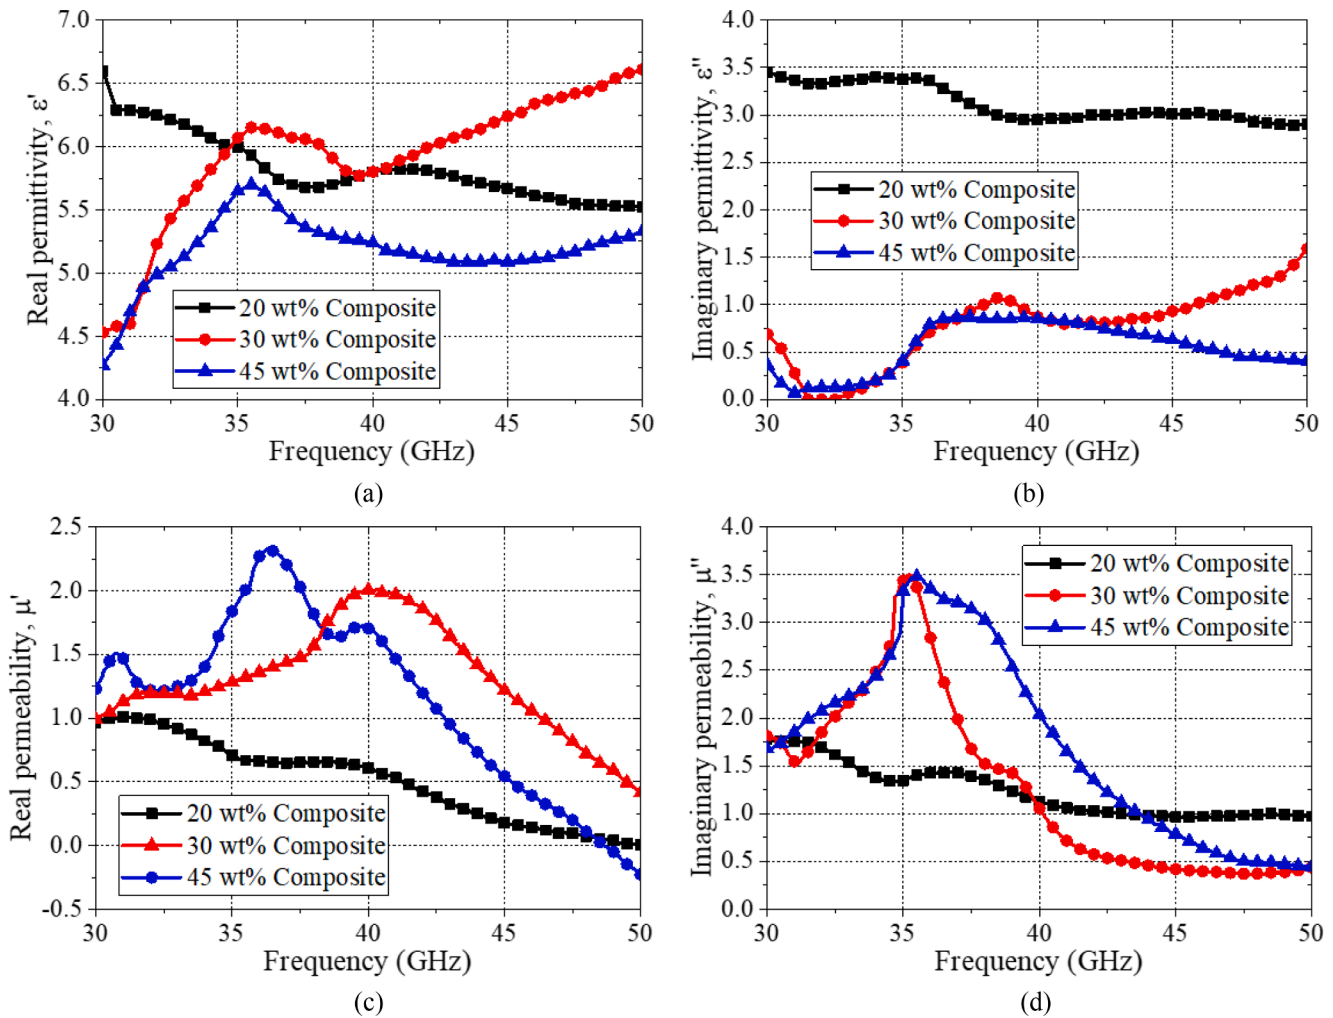 7.0
6.5
6.0
5.5
5.0
4.5
4.0
Real permittivity, ε'
20 wt% Composite
30 wt% Composite
45 wt% Composite
30 35 40 45 50
Frequency (GHz)
(a)
4.0
3.5
3.0
2.5
2.0
1.5
1.0
0.5
0.0
Imaginary permittivity, ε"
20 wt% Composite
30 wt% Composite
45 wt% Composite
30 35 40 45 50
Frequency (GHz)
(b)
2.5
2.0
1.5
1.0
0.5
0.0
-0.5
Real permeability, μ'
20 wt% Composite
30 wt% Composite
45 wt% Composite
30 35 40 45 50
Frequency (GHz)
(c)
4.0
3.5
3.0
2.5
2.0
1.5
1.0
0.5
0.0
Imaginary permeability, μ"
20 wt% Composite
30 wt% Composite
45 wt% Composite
30 35 40 45 50
Frequency (GHz)
(d)